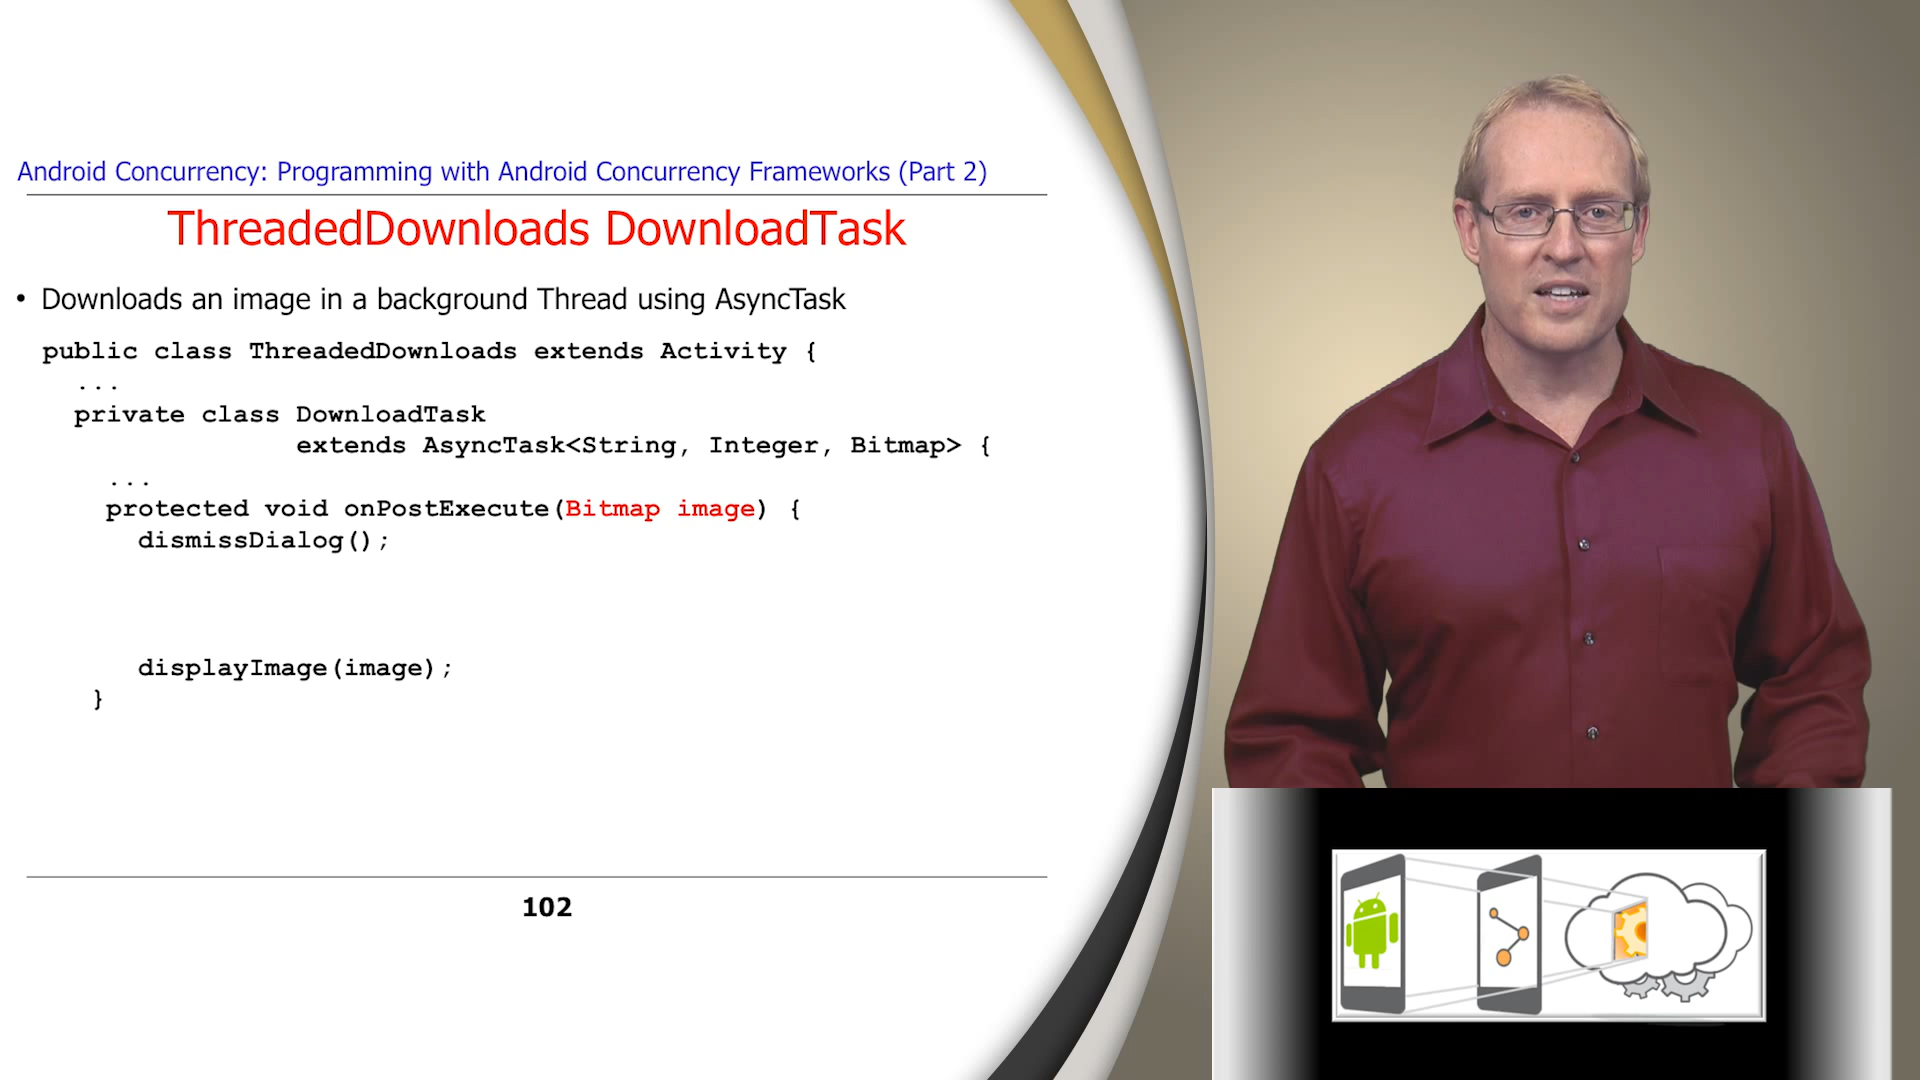 Android Concurrency: Programming with Android Concurrency Frameworks (Part 2)
ThreadedDownloads DownloadTask
• Downloads an image in a background Thread using AsyncTask
public class ThreadedDownloads extends Activity {
...
private class DownloadTask
extends AsyncTask<String, Integer, Bitmap> {
...
protected void onPostExecute(Bitmap image) {
dismissDialog();
displayImage(image);
}
102